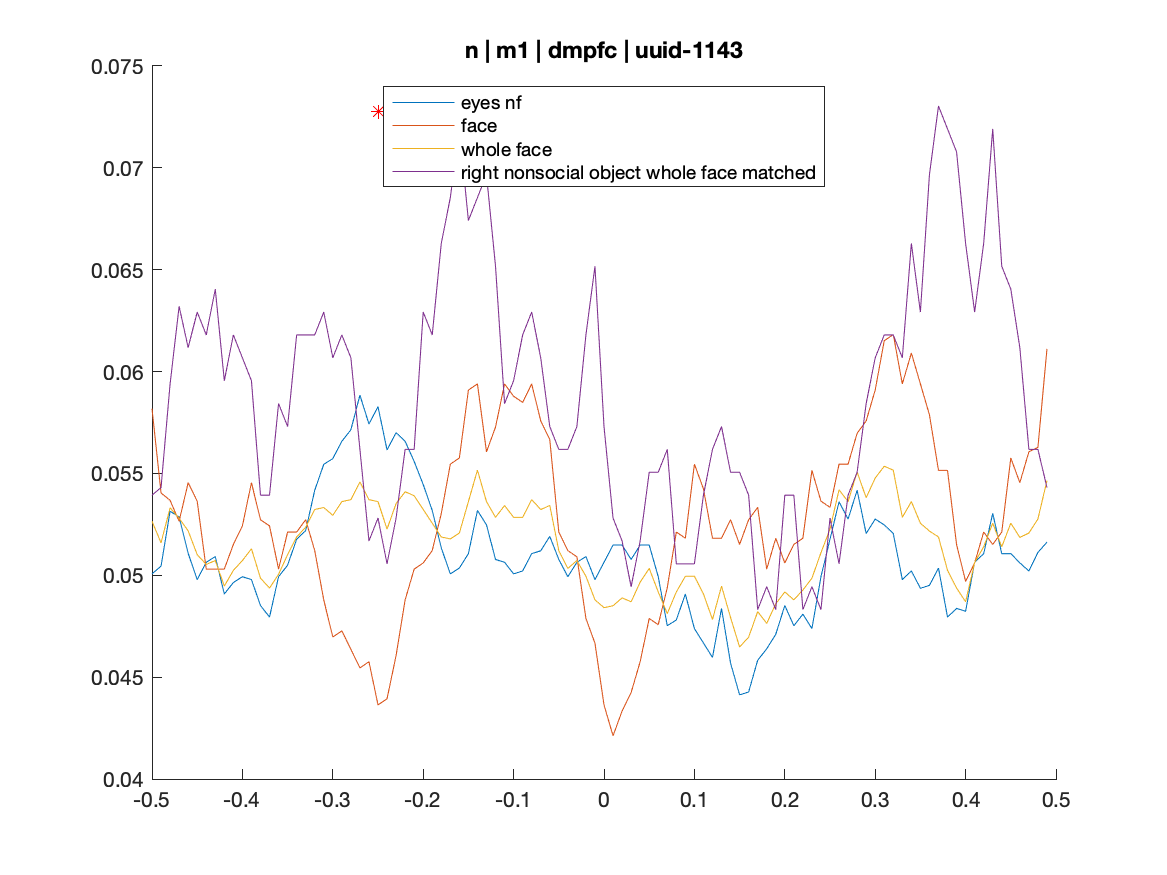 n | m1 | dmpfc | uuid-1143
eyes nf
face
whole face
right nonsocial object whole face matched
0.075
0.07
0.065
0.06
0.055
0.05
0.045
0.04
-0.5 -0.4 -0.3 -0.2 -0.1 0 0.1 0.2 0.3 0.4 0.5